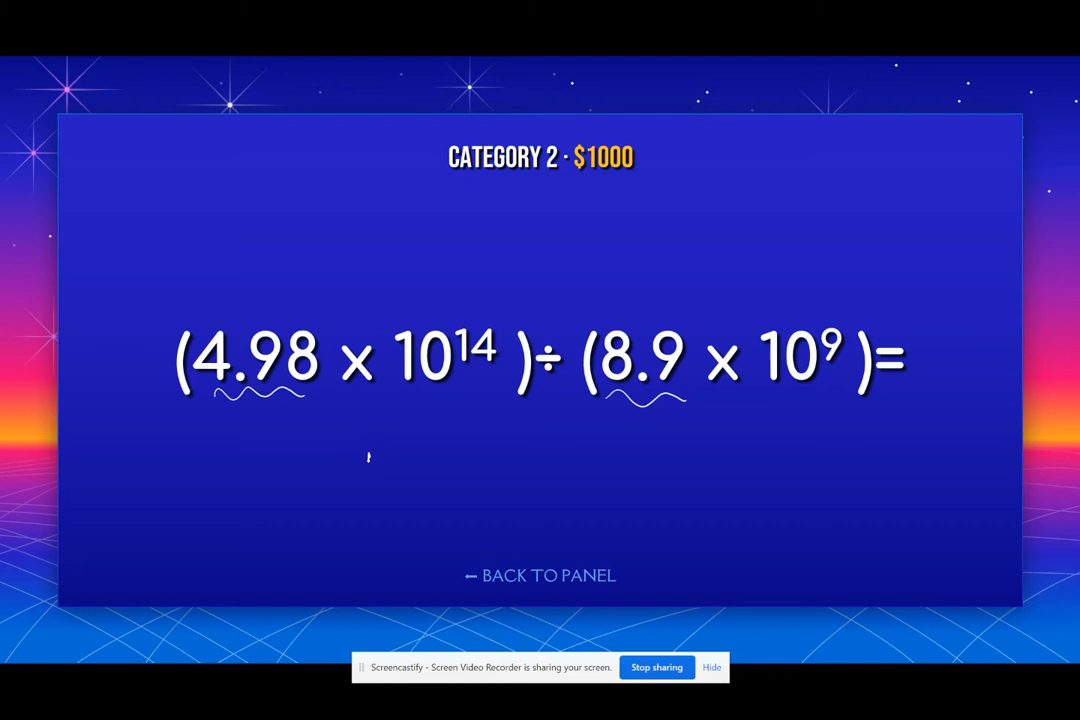 CATEGORY 2 · $1000
(4.98 x 10¹⁴ )÷ (8.9 x 10⁹ )=
← BACK TO PANEL
Screencastify - Screen Video Recorder is sharing your screen. Stop sharing Hide